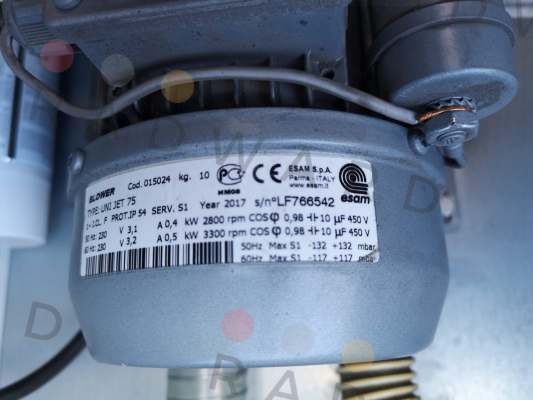 BLOWER Cod. 015024 kg. 10 ESAM S.p.A.
TYPE: UNI JET 75 HM06 Parma - ITALY
1~ I.CL. F PROT.IP 54 SERV. S1 Year 2017 s/n°LF766542 www.esam.it
50 Hz: 230 V 3,1 A 0,4 kW 2800 rpm COSφ 0,98 ⊣⊢10 µF 450 V
60 Hz: 230 V 3,2 A 0,5 kW 3300 rpm COSφ 0,98 ⊣⊢10 µF 450 V
50Hz Max S1 -132 +132 mbar
60Hz Max S1 -117 +117 mbar
CE
esam